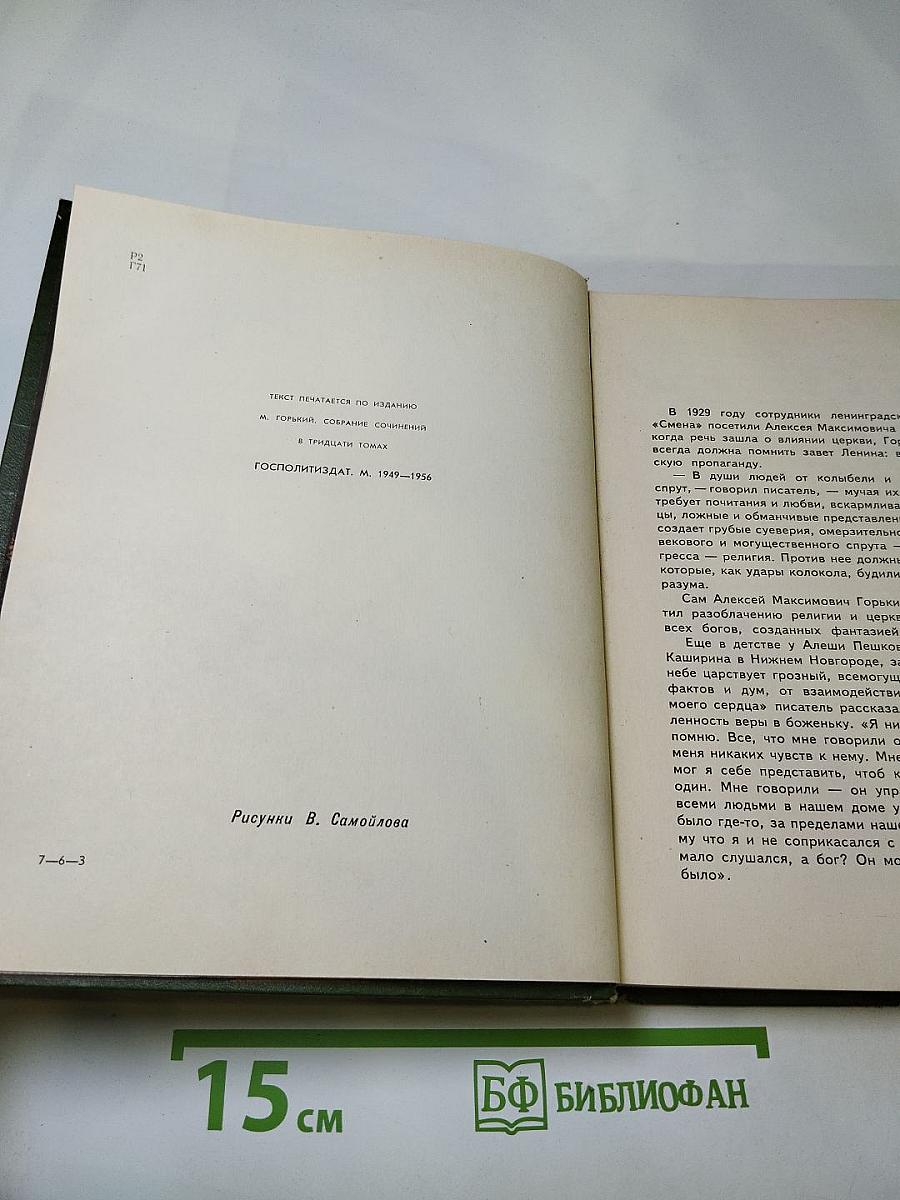 Р2
Г71
ТЕКСТ ПЕЧАТАЕТСЯ ПО ИЗДАНИЮ
М. ГОРЬКИЙ. СОБРАНИЕ СОЧИНЕНИЙ
В ТРИДЦАТИ ТОМАХ
ГОСПОЛИТИЗДАТ. М. 1949—1956
Рисунки В. Самойлова
7—6—3
В 1929 году сотрудники ленинградс
«Смена» посетили Алексея Максимовича
когда речь зашла о влиянии церкви, Гор
всегда должна помнить завет Ленина: в
скую пропаганду.
— В души людей от колыбели и
спрут, — говорил писатель, — мучая их
требует почитания и любви, вскармлива
цы, ложные и обманчивые представлен
создает грубые суеверия, омерзительно
векового и могущественного спрута —
гресса — религия. Против нее должны
которые, как удары колокола, будили
разума.
Сам Алексей Максимович Горьки
тил разоблачению религии и церкв
всех богов, созданных фантазией
Еще в детстве у Алеши Пешков
Каширина в Нижнем Новгороде, за
небе царствует грозный, всемогущ
фактов и дум, от взаимодействи
моего сердца» писатель рассказа
ленность веры в боженьку. «Я ни
помню. Все, что мне говорили о
меня никаких чувств к нему. Мне
мог я себе представить, чтоб к
один. Мне говорили — он упр
всеми людьми в нашем доме у
было где-то, за пределами наше
му что я и не соприкасался с
мало слушался, а бог? Он мо
было».
15 см
БФ БИБЛИОФАН